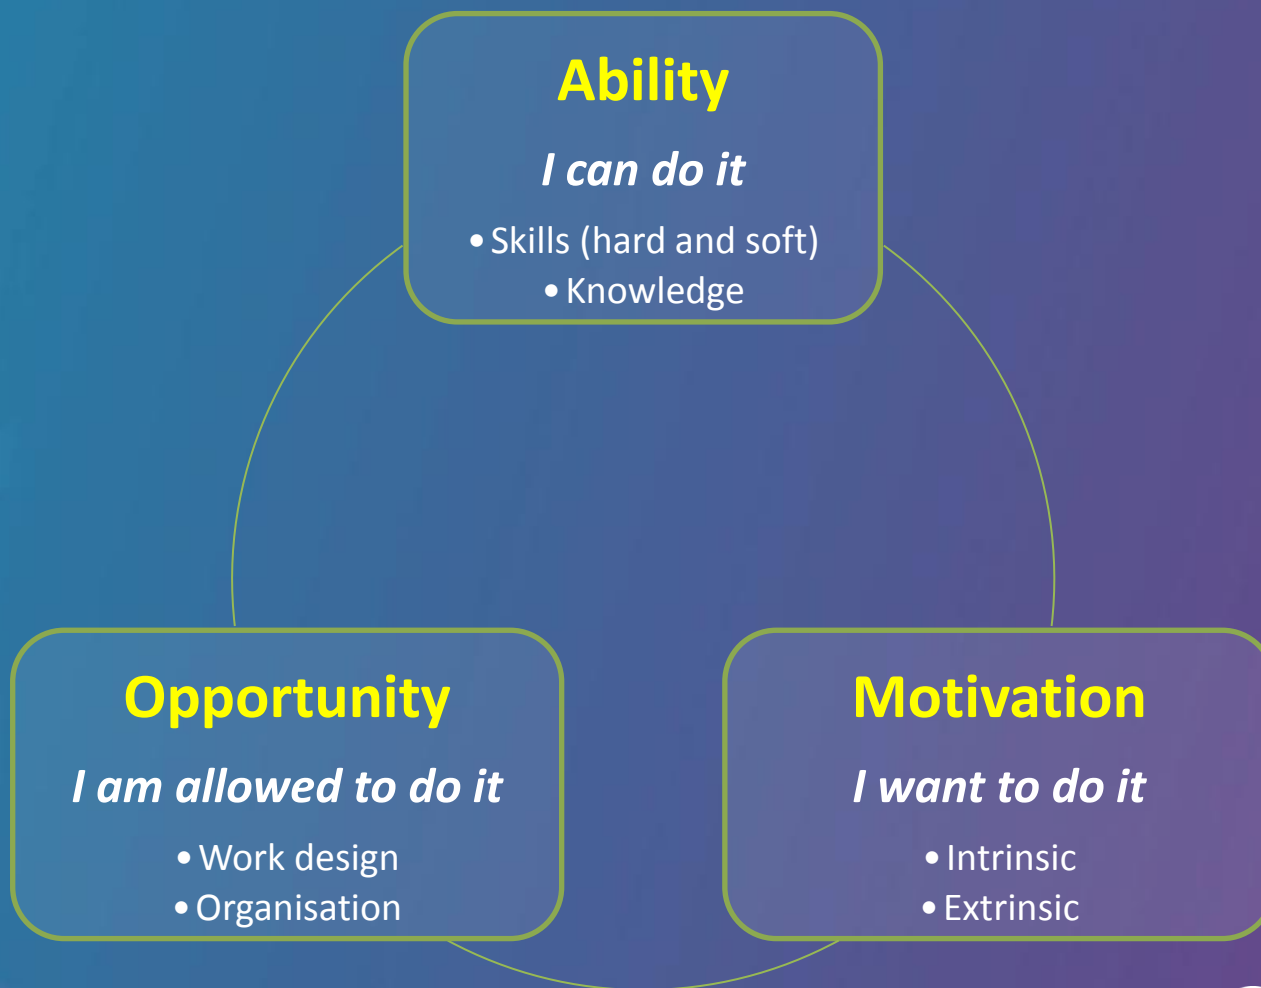 Ability
I can do it
• Skills (hard and soft)
• Knowledge
Opportunity
I am allowed to do it
• Work design
• Organisation
Motivation
I want to do it
• Intrinsic
• Extrinsic